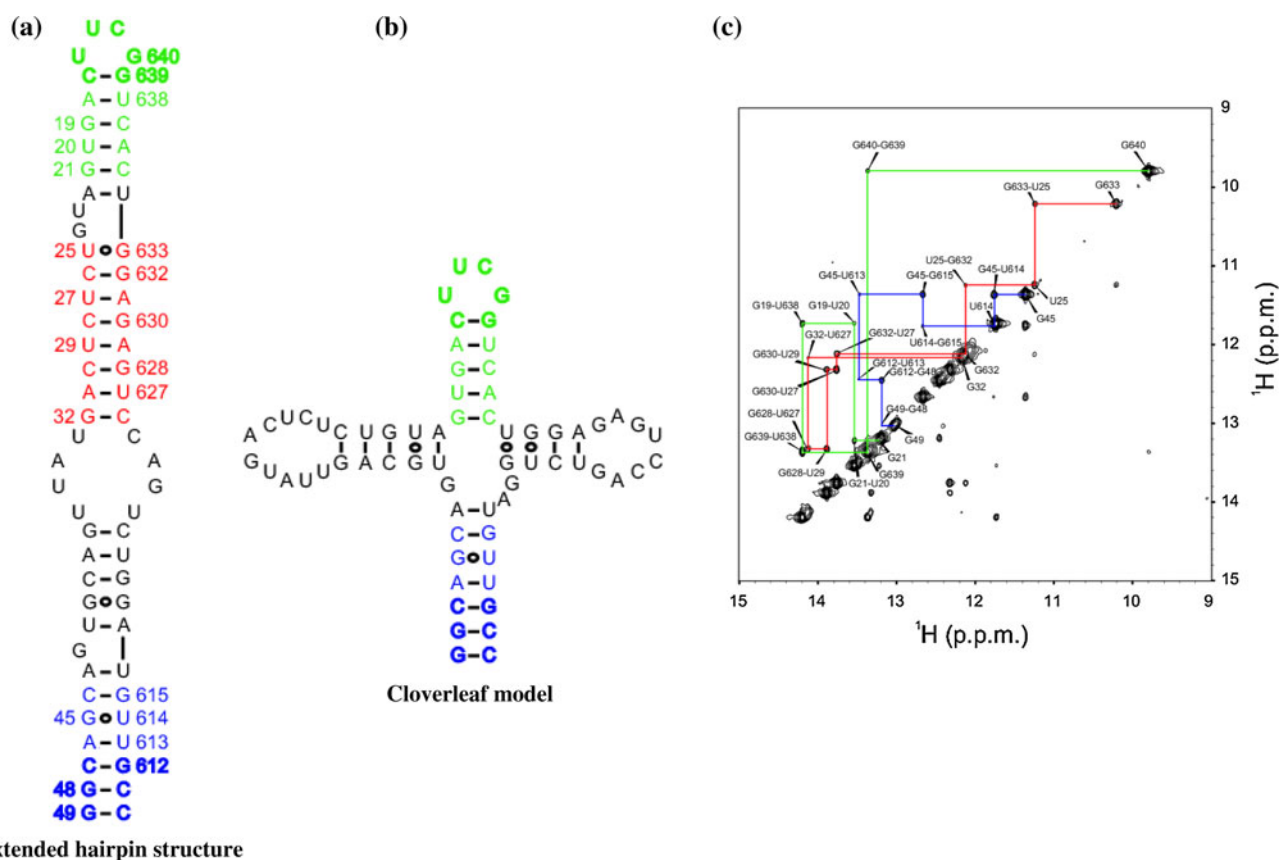 (a)
U C
U G 640
C G 639
A U 638
19 G C
20 U A
21 G C
A U
U
G
25 U G 633
C G 632
27 U A
C G 630
29 U A
C G 628
A U 627
32 G C
U C
A A
U G
U U
G C
A U
C G
G G
U A
G
A U
C G 615
45 G U 614
A U 613
C G 612
48 G C
49 G C
xtended hairpin structure
(b)
U C
U G
C G
A U
G C
U A
G C
A C U C U C U G U A U G G A G A G U C
G U A U U G A C G U G U C U G A C
G G
A
A U
C G
G U
A U
C G
G C
G C
Cloverleaf model
(c)
9
10
11
12
13
14
15
¹H (p.p.m.)
G640-G639
G640
G633-U25
G633
U25-G632
G45-U613
G45-G615
G45-U614
U25
G19-U638
G19-U20
U614
G45
G32-U627
G632-U27
U614-G615
G630-U29
G612-U613
G632
G630-U27
G612-G48
G32
G628-U627
G49-G48
G49
G639-U638
G21
G628-U29
G639
G21-U20
15 14 13 12 11 10 9
¹H (p.p.m.)